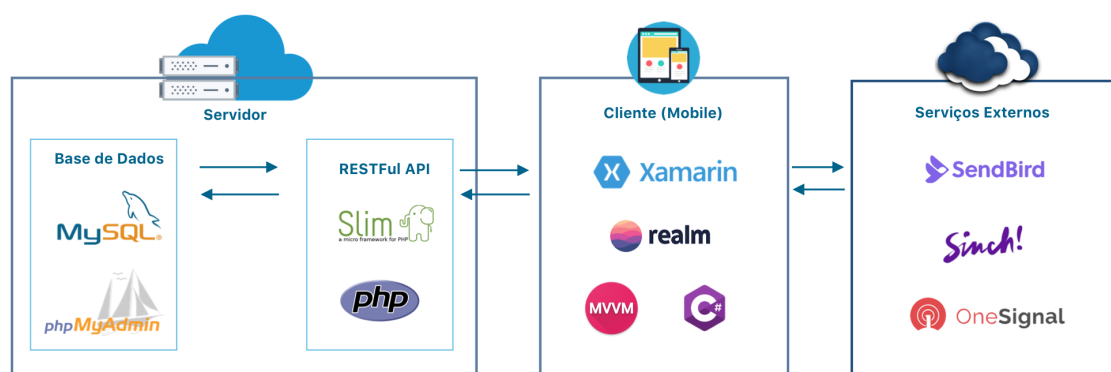 Servidor
Base de Dados
MySQL®
phpMyAdmin
RESTFul API
Slim
a micro framework for PHP
php
Cliente (Mobile)
X Xamarin
realm
MVVM
C#
Serviços Externos
SendBird
Sinch!
OneSignal